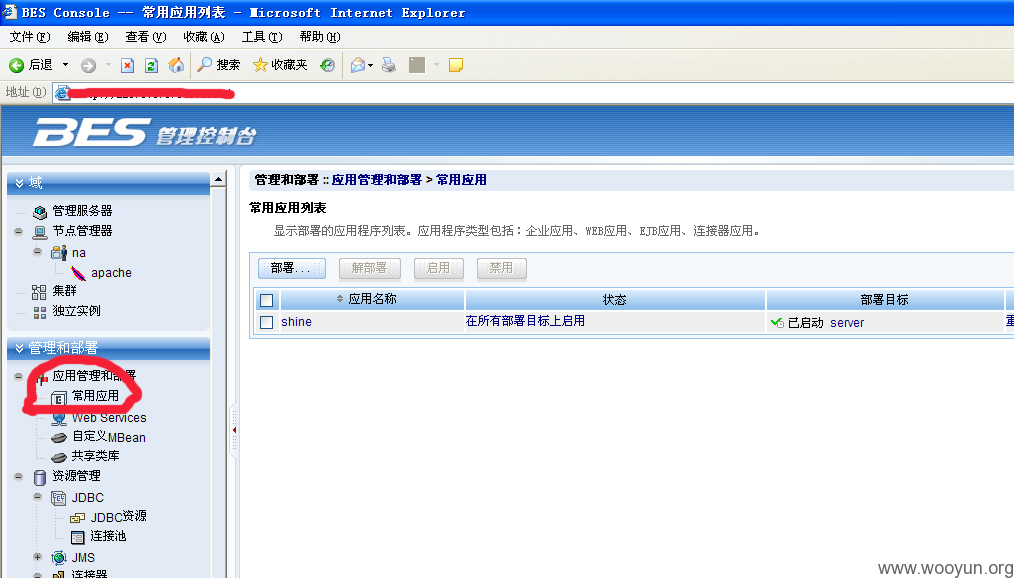 BES Console -- 常用应用列表 - Microsoft Internet Explorer
文件(F) 编辑(E) 查看(V) 收藏(A) 工具(T) 帮助(H)
后退 搜索 收藏夹
地址(D)
BES 管理控制台
域
管理服务器
节点管理器
na
apache
集群
独立实例
管理和部署
应用管理和部署
常用应用
Web Services
自定义MBean
共享类库
资源管理
JDBC
JDBC资源
连接池
JMS
连接器
管理和部署 :: 应用管理和部署 > 常用应用
常用应用列表
显示部署的应用程序列表。应用程序类型包括：企业应用、WEB应用、EJB应用、连接器应用。
部署... 解部署 启用 禁用
应用名称 状态 部署目标
shine 在所有部署目标上启用 已启动 server 重
www.wooyun.org